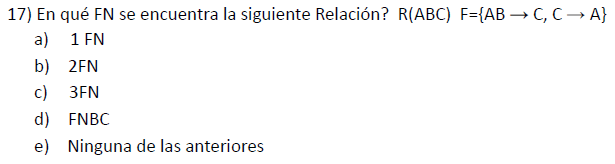 17) En qué FN se encuentra la siguiente Relación? R(ABC) F={AB → C, C → A}
a) 1 FN
b) 2FN
c) 3FN
d) FNBC
e) Ninguna de las anteriores